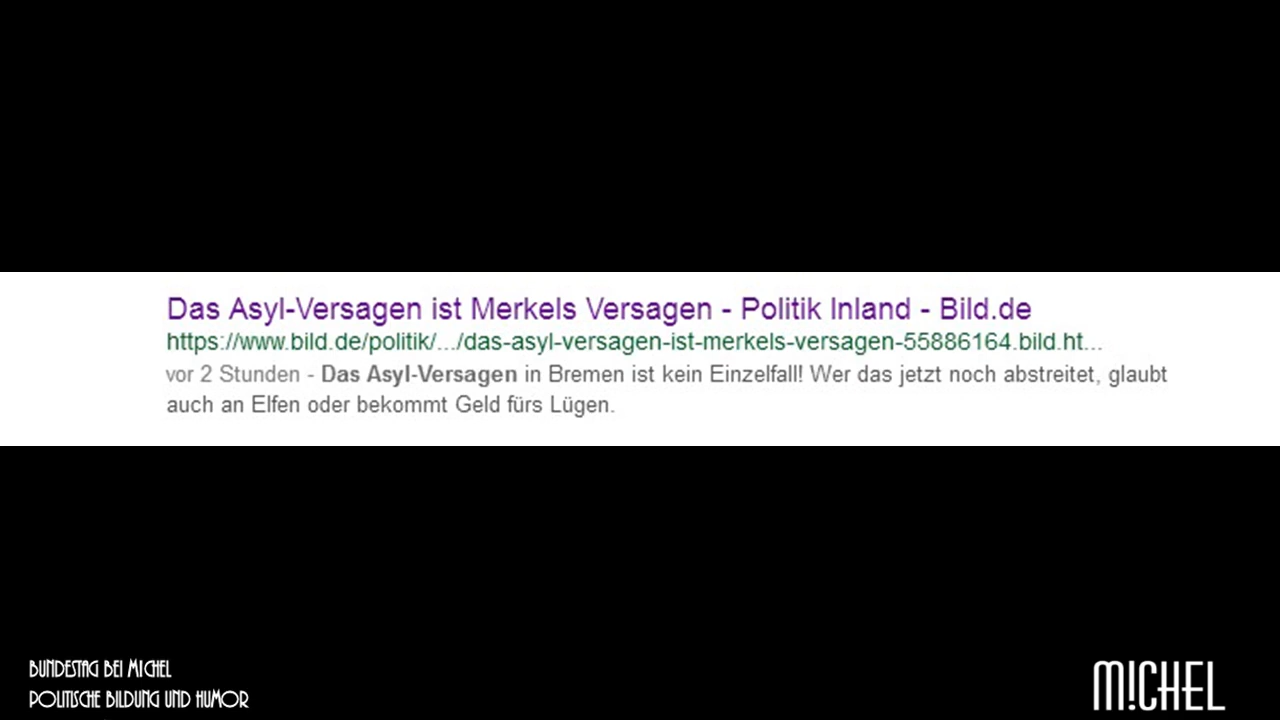 Das Asyl-Versagen ist Merkels Versagen - Politik Inland - Bild.de
https://www.bild.de/politik/.../das-asyl-versagen-ist-merkels-versagen-55886164.bild.ht...
vor 2 Stunden - Das Asyl-Versagen in Bremen ist kein Einzelfall! Wer das jetzt noch abstreitet, glaubt
auch an Elfen oder bekommt Geld fürs Lügen.
BUNDESTAG BEI MICHEL
POLITISCHE BILDUNG UND HUMOR
M!CHEL